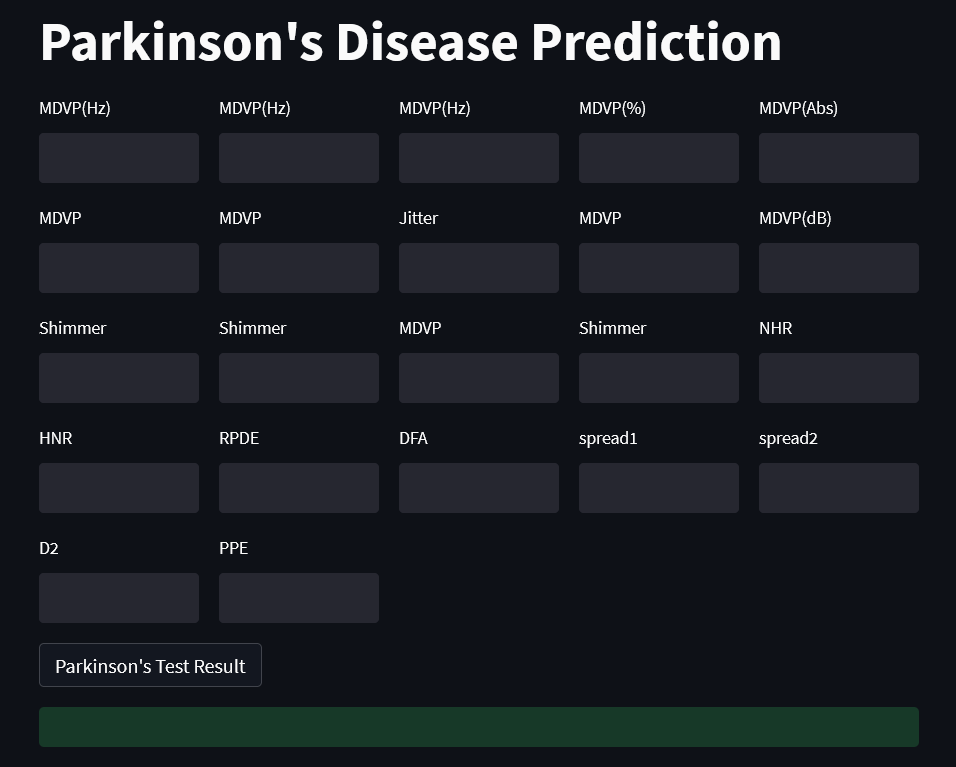 Parkinson's Disease Prediction
MDVP(Hz) MDVP(Hz) MDVP(Hz) MDVP(%) MDVP(Abs)
MDVP MDVP Jitter MDVP MDVP(dB)
Shimmer Shimmer MDVP Shimmer NHR
HNR RPDE DFA spread1 spread2
D2 PPE
Parkinson's Test Result